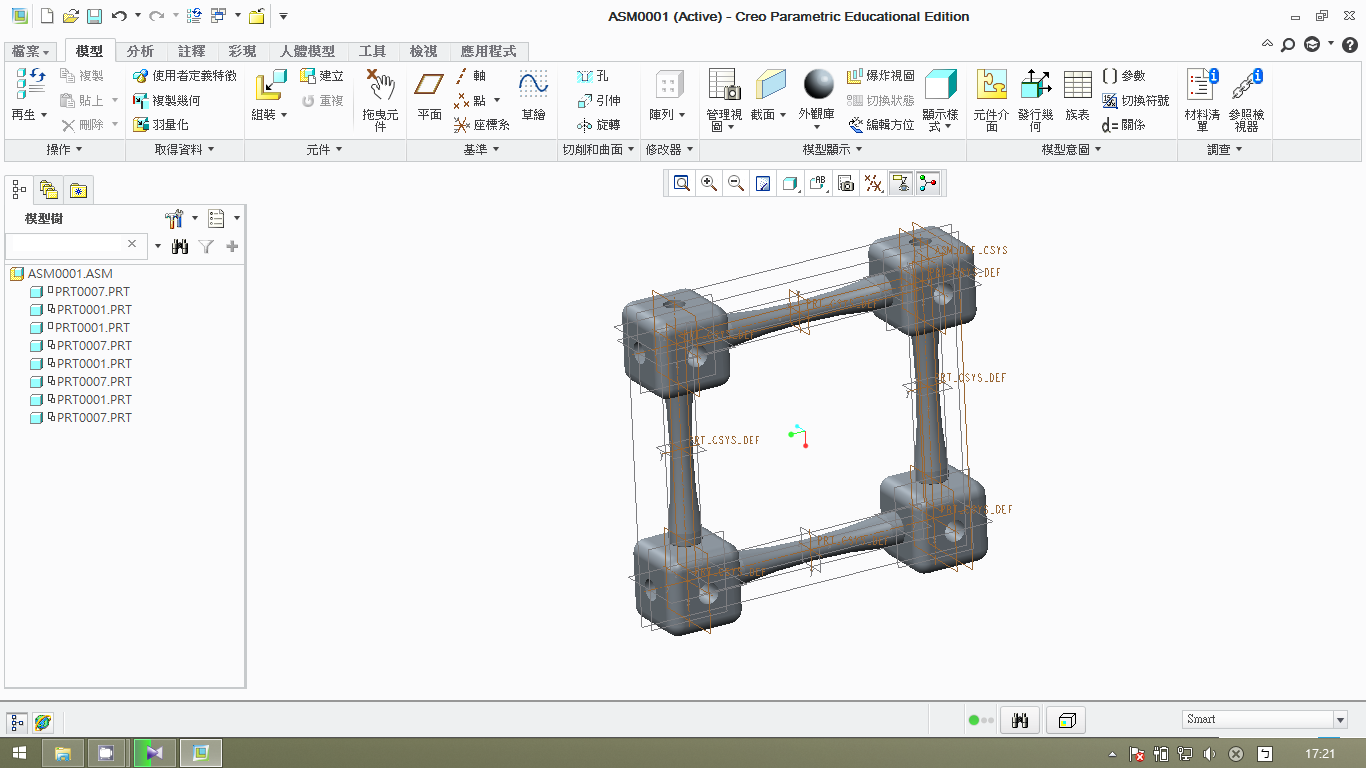 ASM0001 (Active) - Creo Parametric Educational Edition
檔案 模型 分析 註釋 彩現 人體模型 工具 檢視 應用程式
再生
複製
貼上
刪除
操作
使用者定義特徵
複製幾何
羽量化
取得資料
組裝
建立
重複
拖曳元件
元件
平面
軸
點
座標系
草繪
基準
孔
引伸
旋轉
切削和曲面
陣列
修改器
管理視圖
截面
外觀庫
爆炸視圖
切換狀態
編輯方位
顯示樣式
模型顯示
元件介面
發行幾何
族表
參數
切換符號
d= 關係
模型意圖
材料清單
參照檢視器
調查
模型樹
ASM0001.ASM
PRT0007.PRT
PRT0001.PRT
PRT0001.PRT
PRT0007.PRT
PRT0001.PRT
PRT0007.PRT
PRT0001.PRT
PRT0007.PRT
PRT_CSYS_DEF
PRT_CSYS_DEF
Smart
17:21